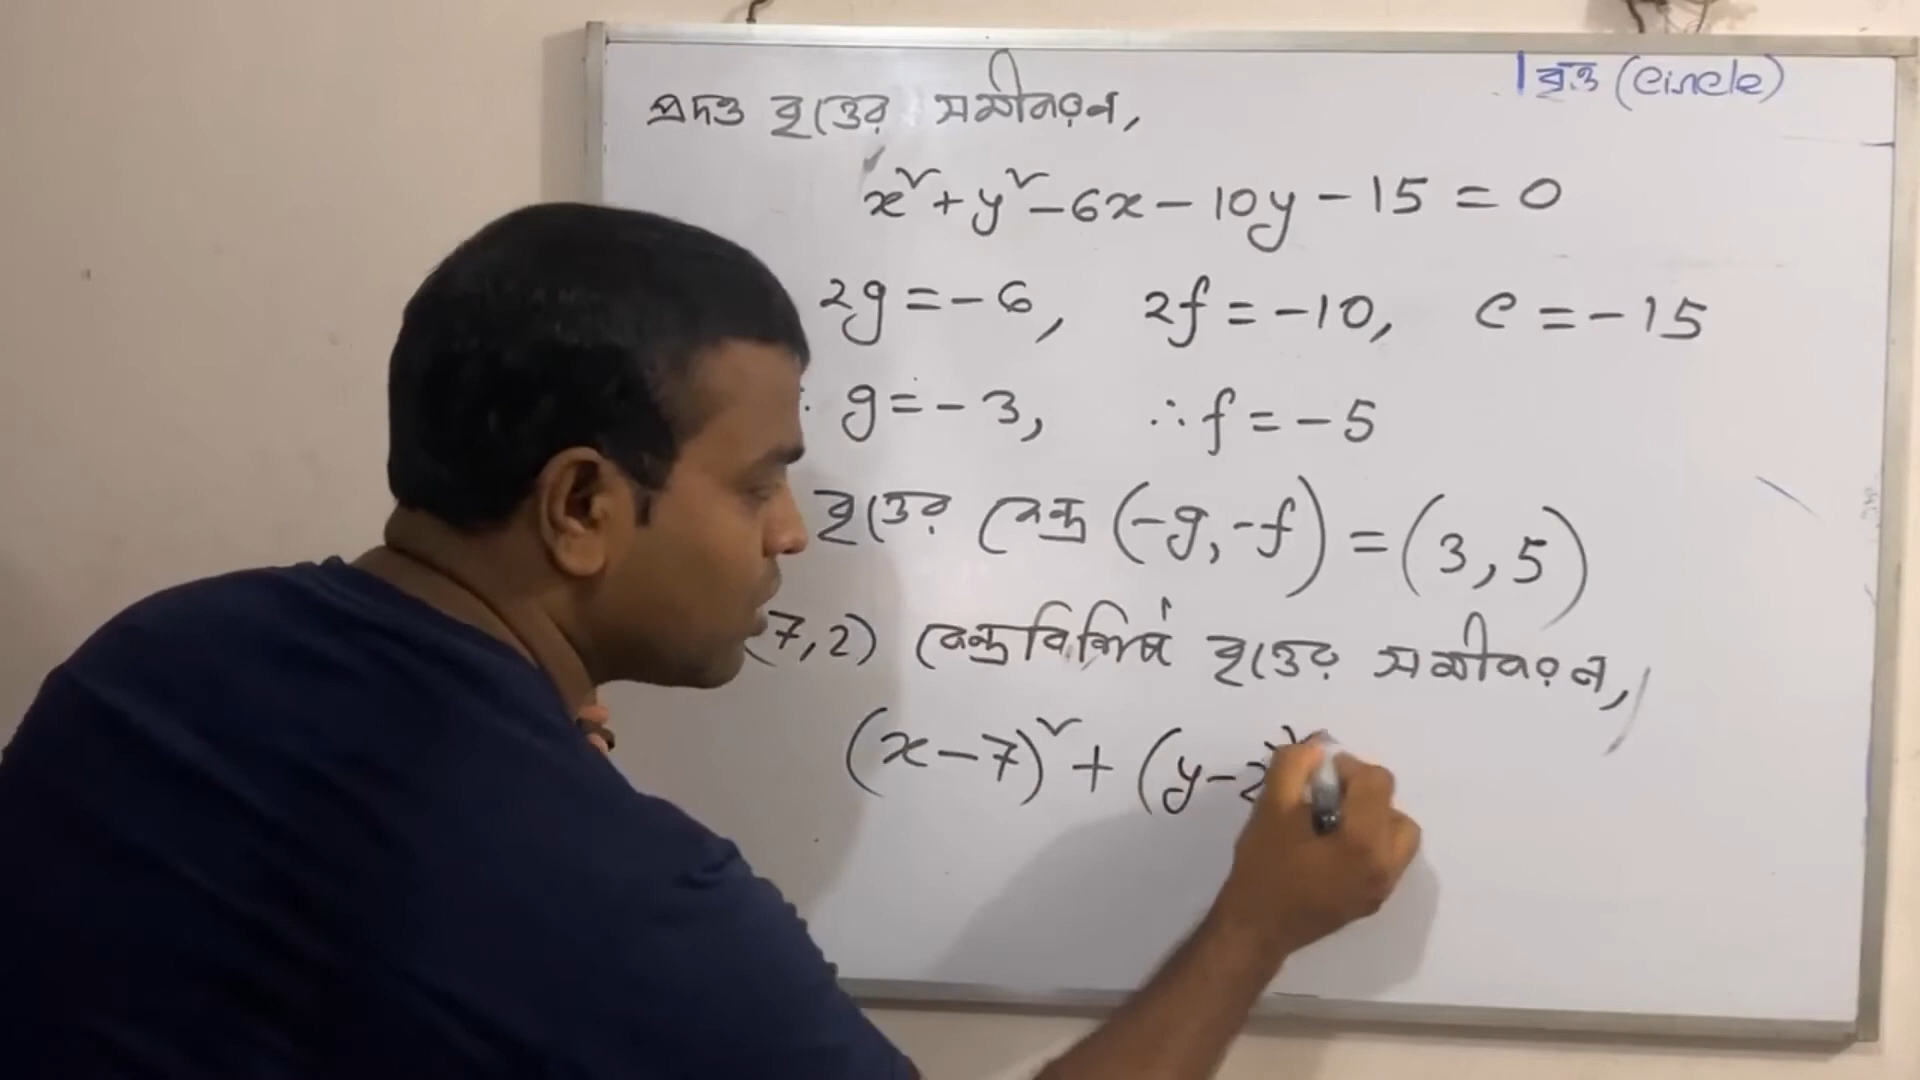 বৃত্ত (Circle)
প্রদত্ত বৃত্তের সমীকরণ,
x² + y² - 6x - 10y - 15 = 0
2g = -6, 2f = -10, c = -15
g = -3, ∴ f = -5
বৃত্তের কেন্দ্র (-g, -f) = (3, 5)
(7, 2) কেন্দ্রবিশিষ্ট বৃত্তের সমীকরণ,
(x - 7)² + (y - 2)²